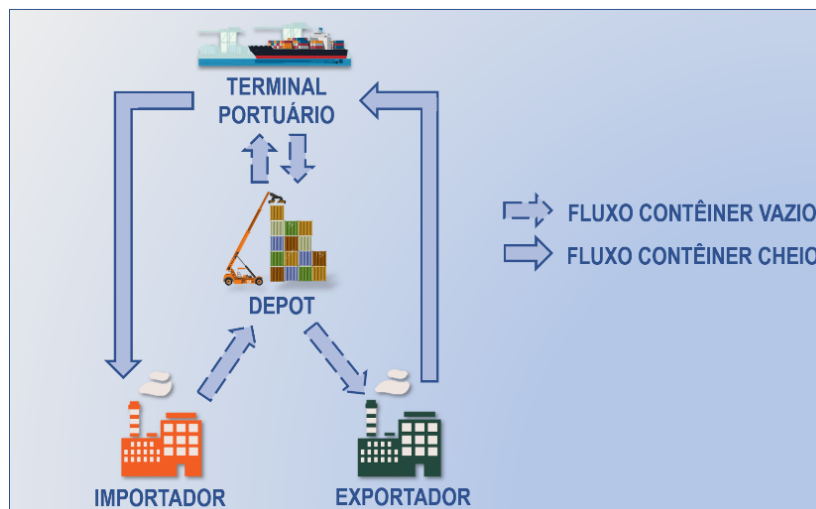 TERMINAL
PORTUÁRIO
DEPOT
FLUXO CONTÊINER VAZIO
FLUXO CONTÊINER CHEIO
IMPORTADOR
EXPORTADOR